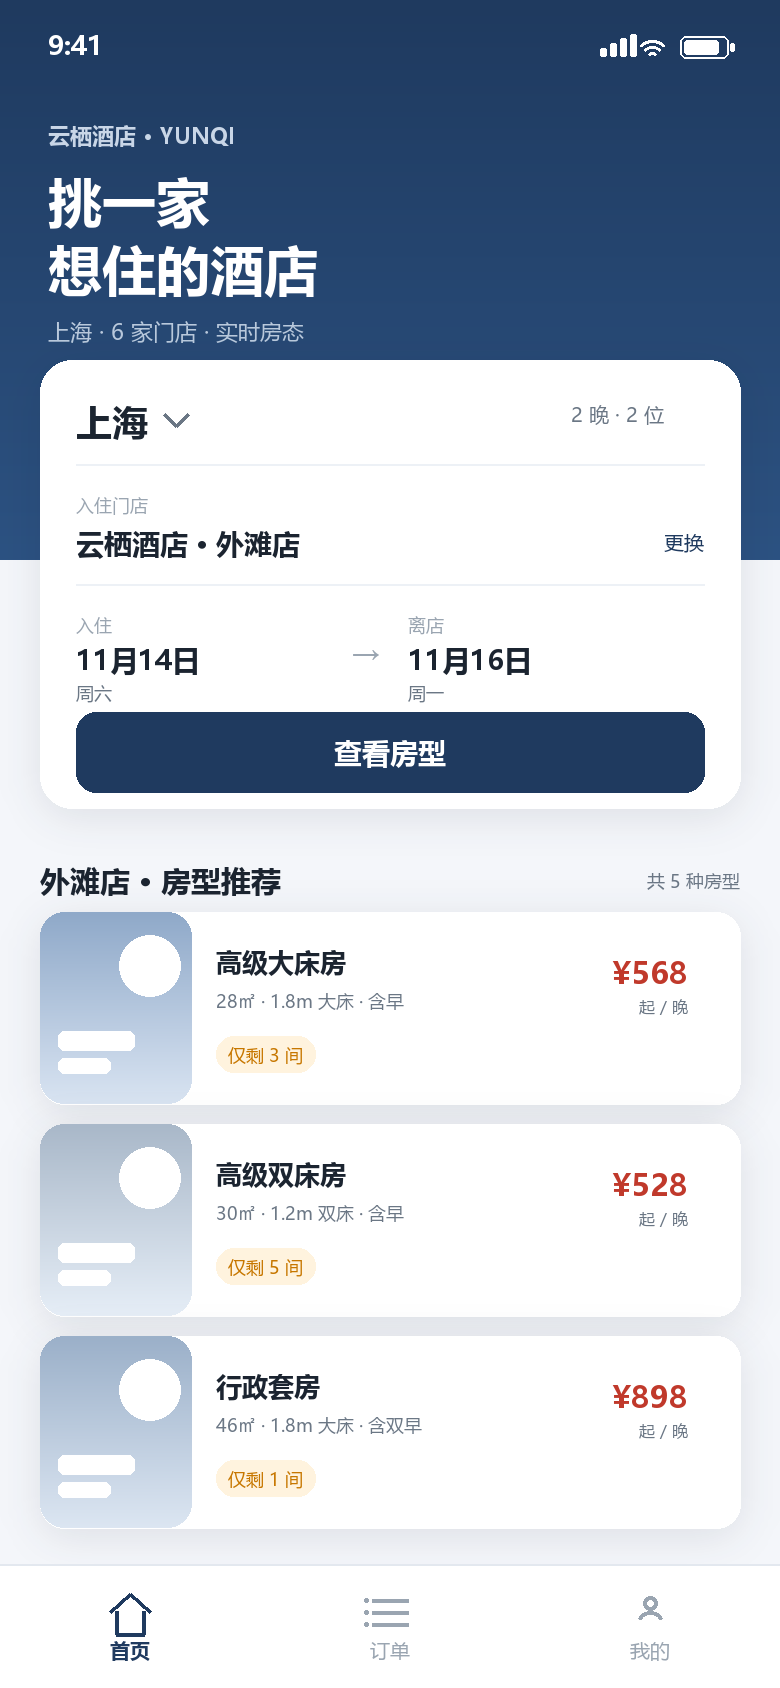 9:41
云栖酒店 • YUNQI
挑一家
想住的酒店
上海 · 6 家门店 · 实时房态
上海
2 晚 · 2 位
入住门店
云栖酒店 • 外滩店
更换
入住
离店
11月14日
→
11月16日
周六
周一
查看房型
外滩店 • 房型推荐
共 5 种房型
高级大床房
¥568
28㎡ · 1.8m 大床 · 含早
起 / 晚
仅剩 3 间
高级双床房
¥528
30㎡ · 1.2m 双床 · 含早
起 / 晚
仅剩 5 间
行政套房
¥898
46㎡ · 1.8m 大床 · 含双早
起 / 晚
仅剩 1 间
首页
订单
我的